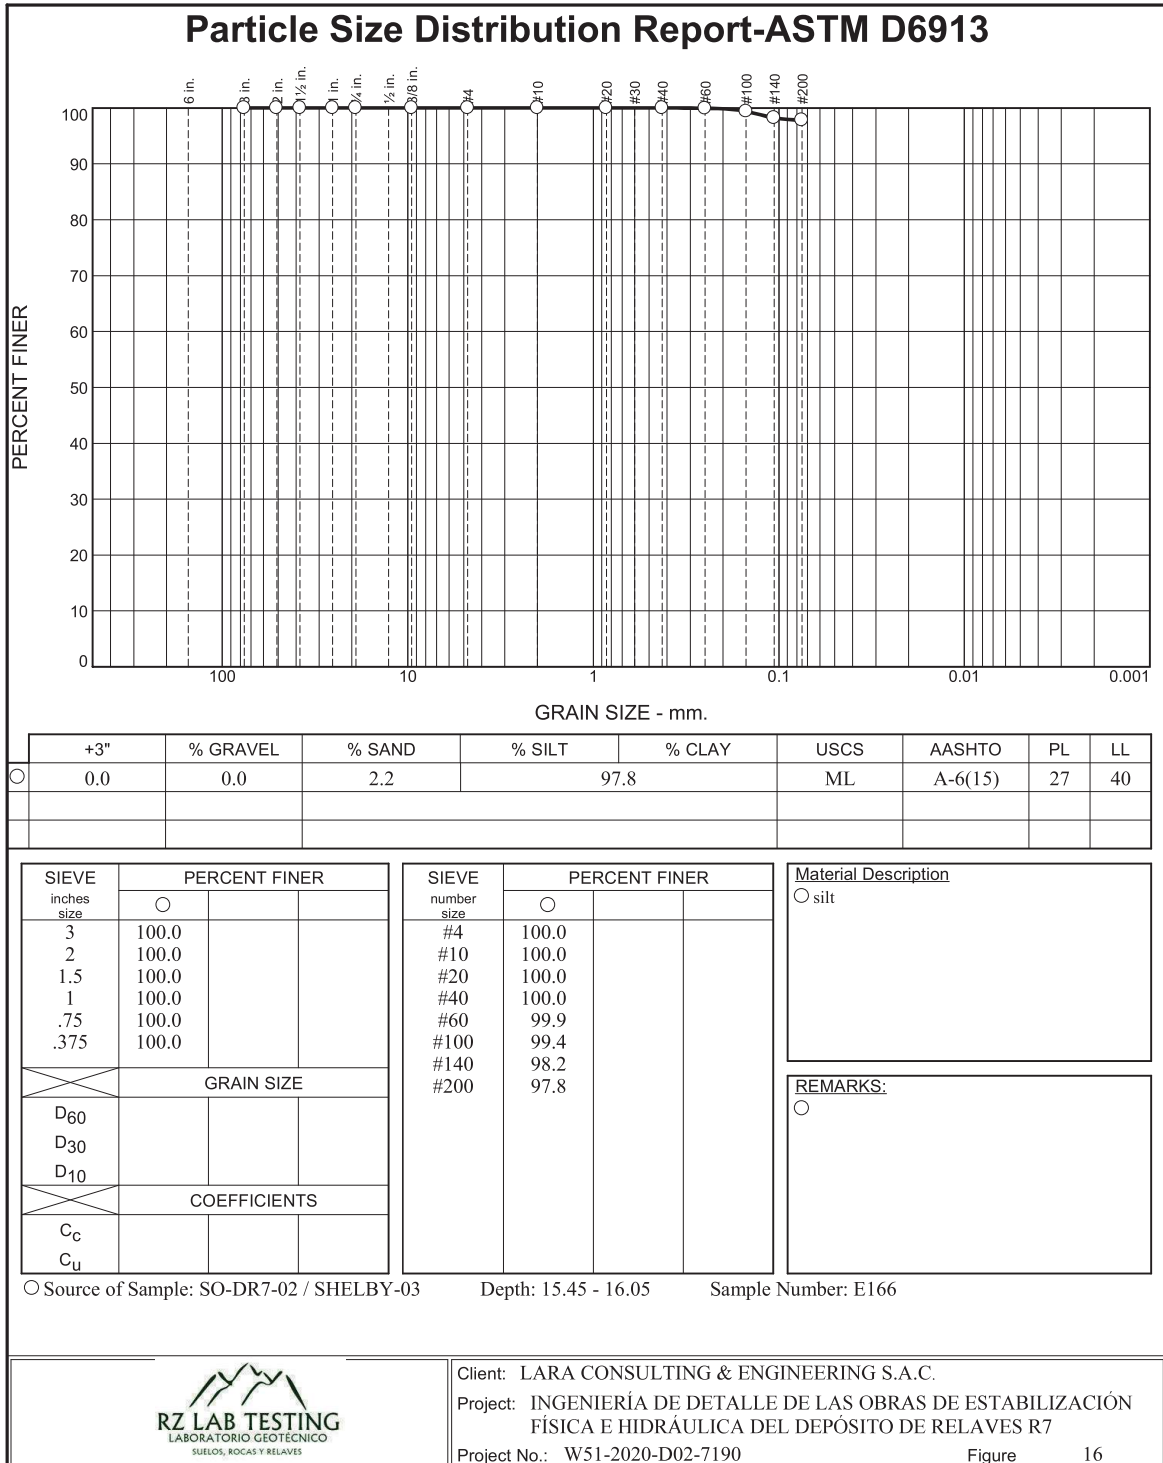 Particle Size Distribution Report-ASTM D6913
6 in.
3 in.
2 in.
1½ in.
1 in.
¾ in.
½ in.
3/8 in.
#4
#10
#20
#30
#40
#60
#100
#140
#200
PERCENT FINER
100
90
80
70
60
50
40
30
20
10
0
100 10 1 0.1 0.01 0.001
GRAIN SIZE - mm.
+3" % GRAVEL % SAND % SILT % CLAY USCS AASHTO PL LL
0.0 0.0 2.2 97.8 ML A-6(15) 27 40
SIEVE PERCENT FINER
inches
size
3 100.0
2 100.0
1.5 100.0
1 100.0
.75 100.0
.375 100.0
GRAIN SIZE
D60
D30
D10
COEFFICIENTS
Cc
Cu
SIEVE PERCENT FINER
number
size
#4 100.0
#10 100.0
#20 100.0
#40 100.0
#60 99.9
#100 99.4
#140 98.2
#200 97.8
Material Description
silt
REMARKS:
Source of Sample: SO-DR7-02 / SHELBY-03 Depth: 15.45 - 16.05 Sample Number: E166
RZ LAB TESTING
LABORATORIO GEOTÉCNICO
SUELOS, ROCAS Y RELAVES
Client: LARA CONSULTING & ENGINEERING S.A.C.
Project: INGENIERÍA DE DETALLE DE LAS OBRAS DE ESTABILIZACIÓN
FÍSICA E HIDRÁULICA DEL DEPÓSITO DE RELAVES R7
Project No.: W51-2020-D02-7190 Figure 16